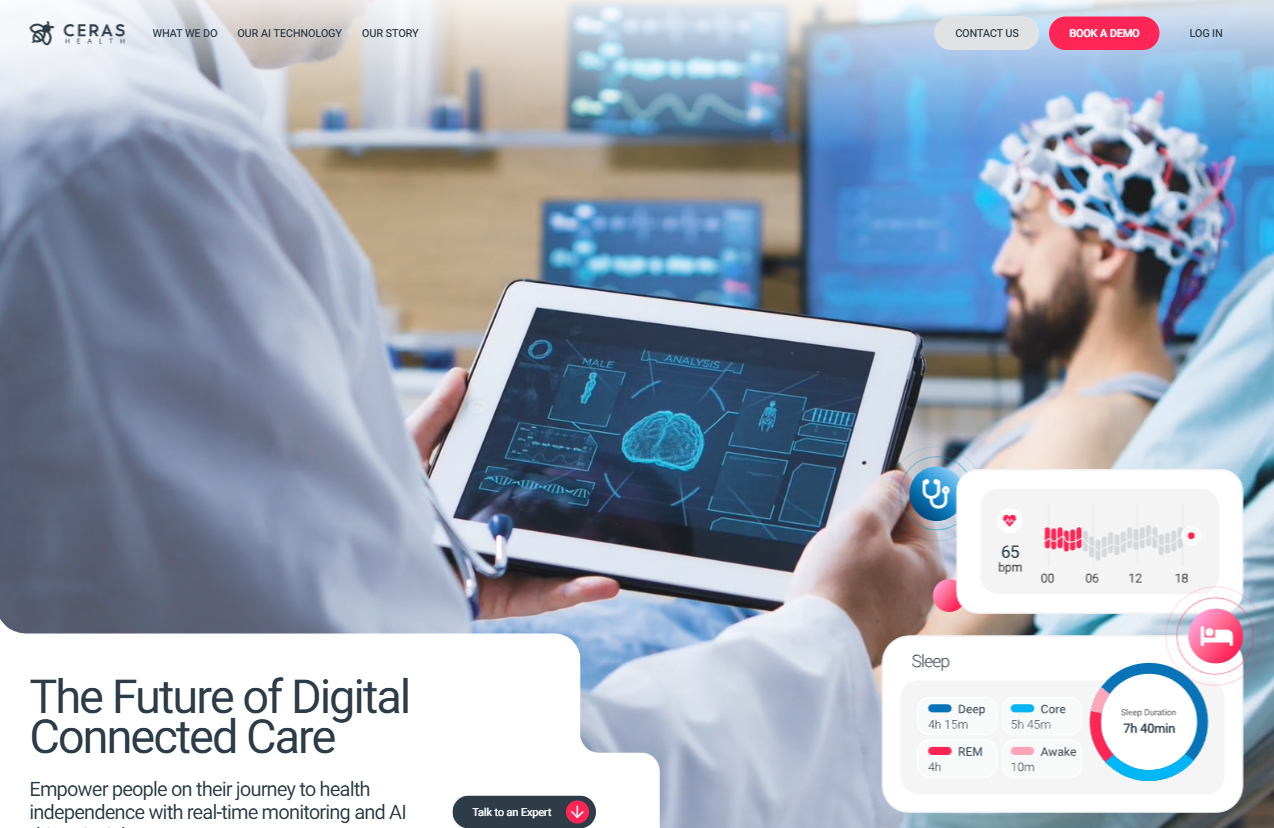 CERAS
HEALTH
WHAT WE DO
OUR AI TECHNOLOGY
OUR STORY
CONTACT US
BOOK A DEMO
LOG IN
MALE
ANALYSIS
65
bpm
00 06 12 18
Sleep
Deep
4h 15m
Core
5h 45m
REM
4h
Awake
10m
Sleep Duration
7h 40min
The Future of Digital
Connected Care
Empower people on their journey to health
independence with real-time monitoring and AI
Talk to an Expert